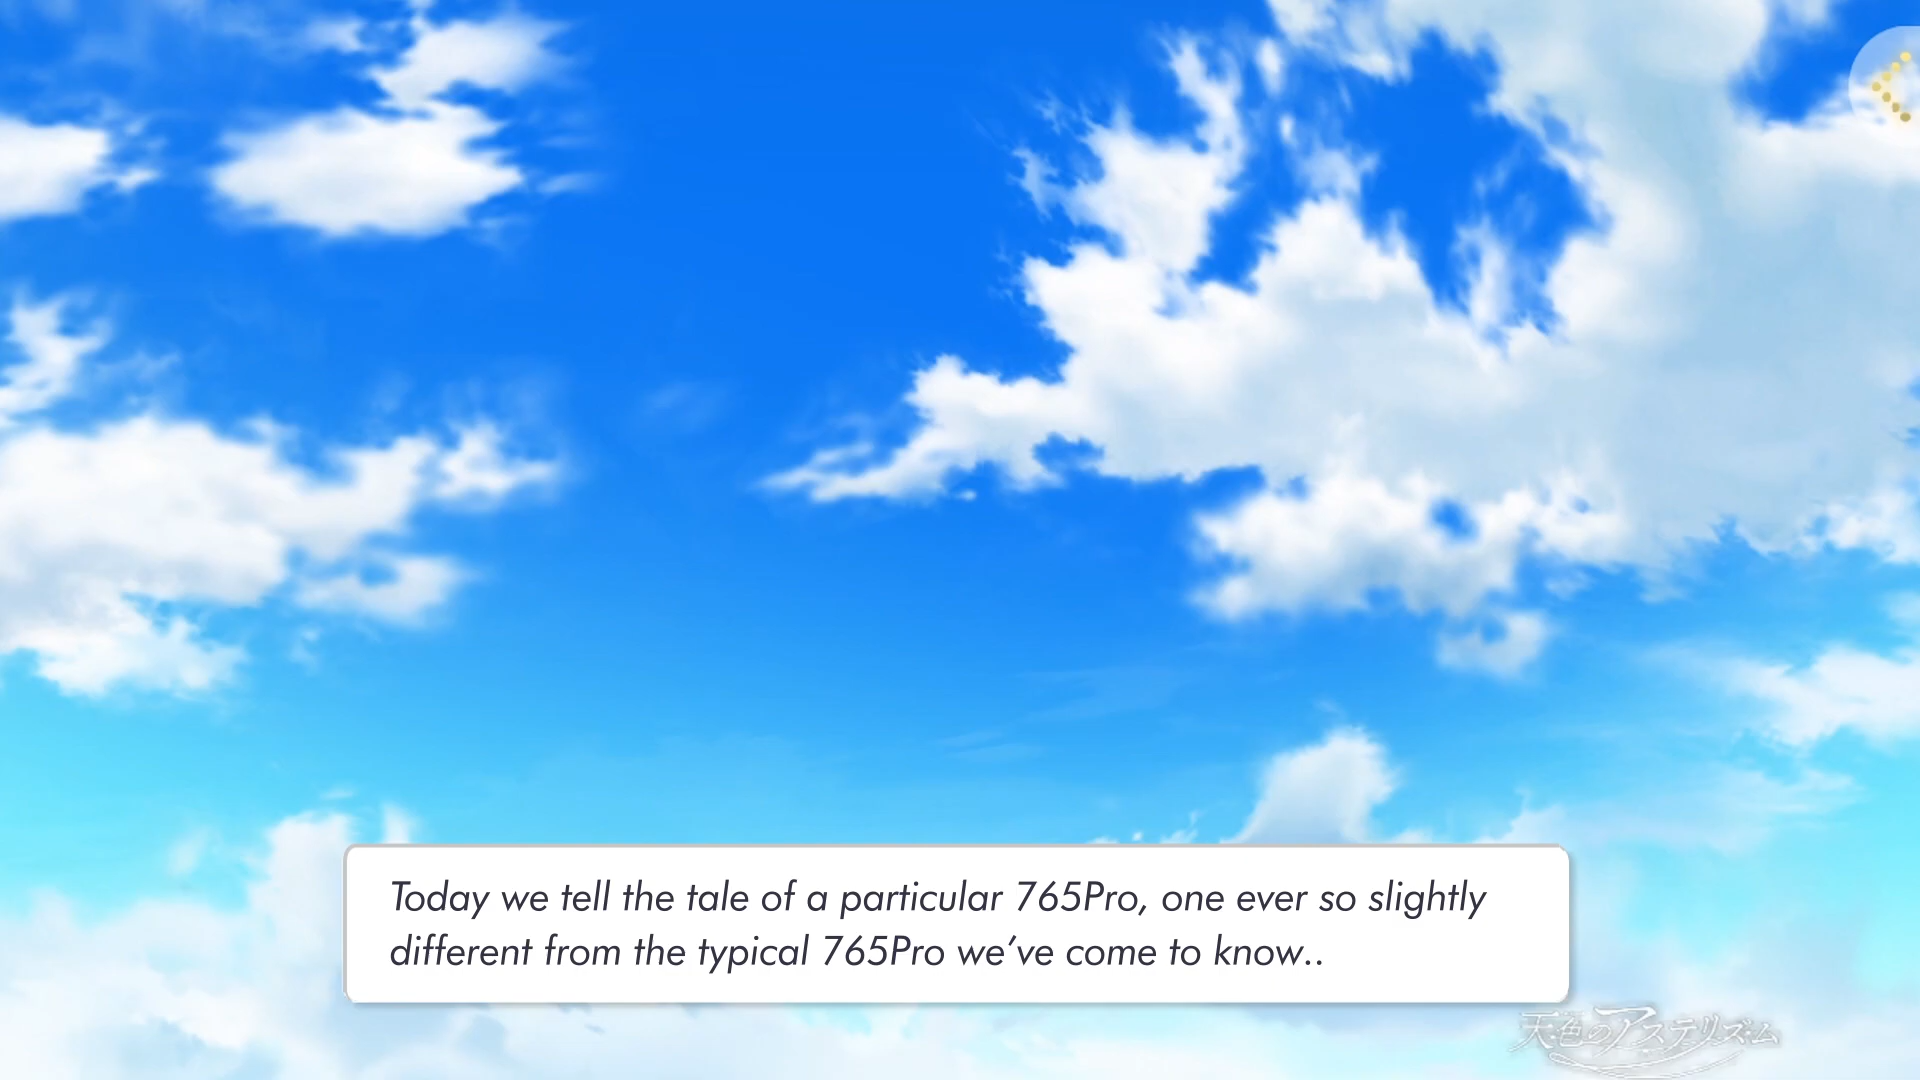 Today we tell the tale of a particular 765Pro, one ever so slightly
different from the typical 765Pro we've come to know..
天色のアステリズム